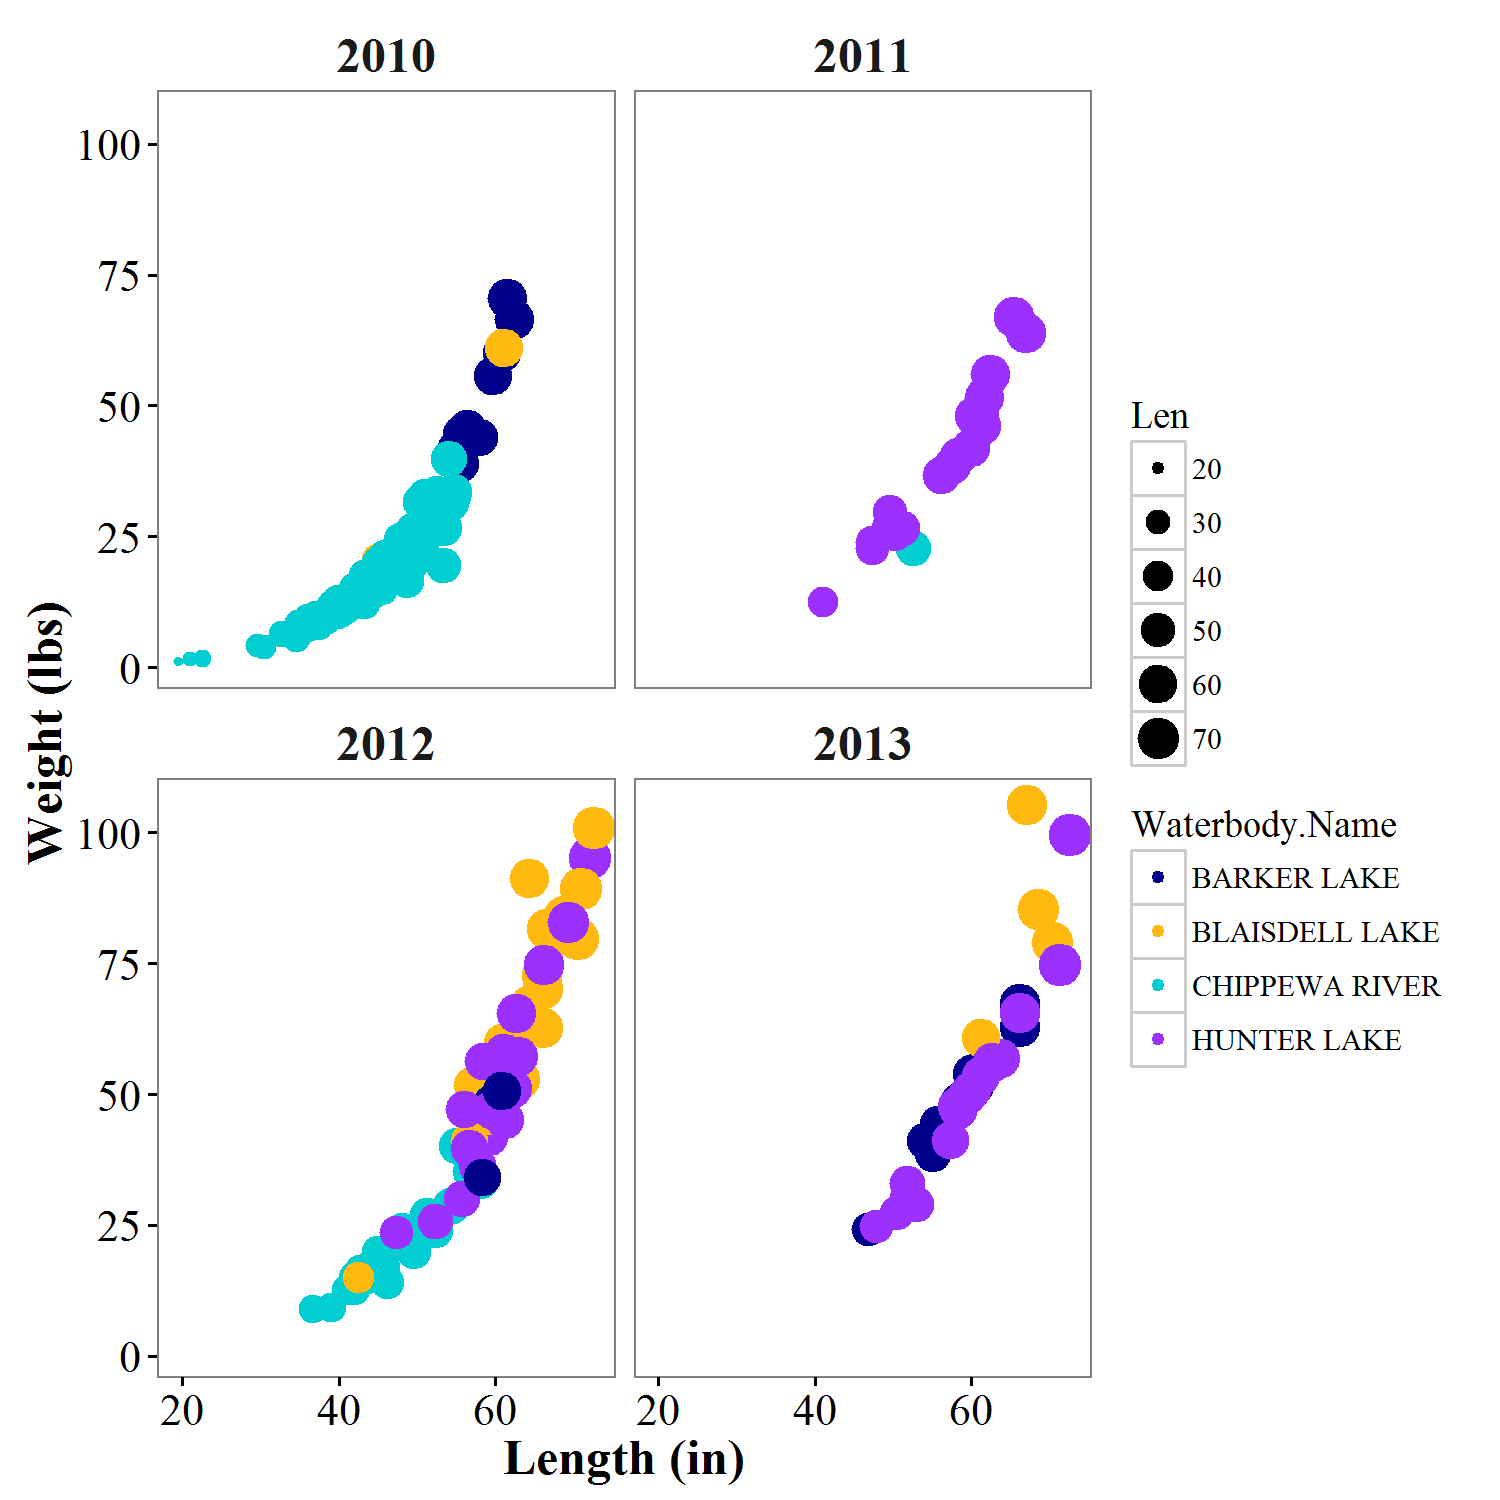 2010
2011
100
75
50
25
0
2012
2013
100
75
50
25
0
20 40 60
20 40 60
Length (in)
Weight (lbs)
Len
20
30
40
50
60
70
Waterbody.Name
BARKER LAKE
BLAISDELL LAKE
CHIPPEWA RIVER
HUNTER LAKE